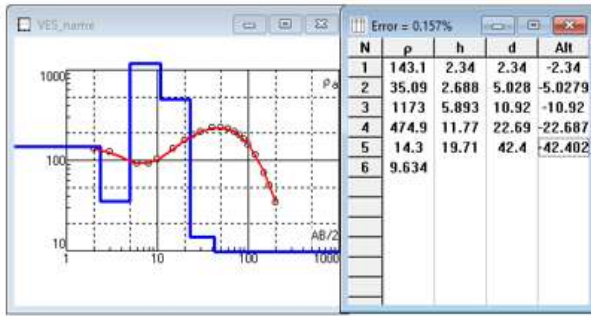 VES_name
Error = 0.157%
1000
ρa
100
10
AB/2
1 10 100 1000
N ρ h d Alt
1 143.1 2.34 2.34 -2.34
2 35.09 2.688 5.028 -5.0279
3 1173 5.893 10.92 -10.92
4 474.9 11.77 22.69 -22.687
5 14.3 19.71 42.4 -42.402
6 9.634